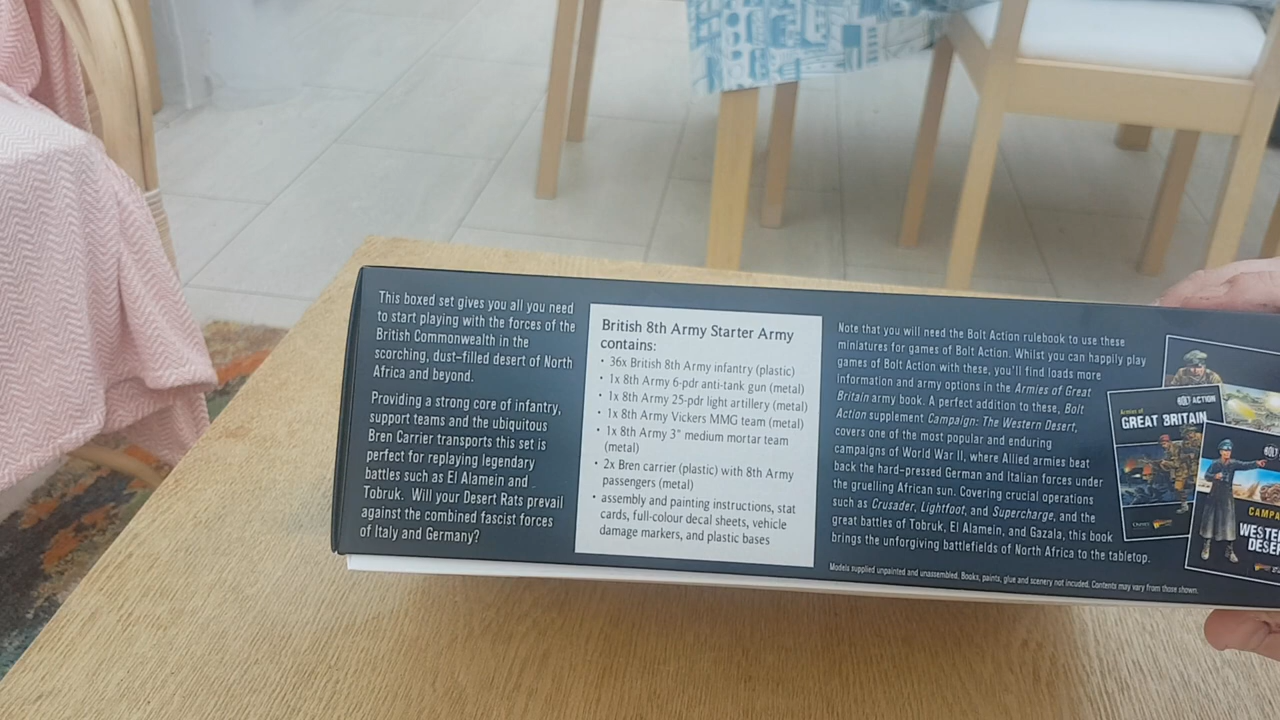 This boxed set gives you all you need
to start playing with the forces of the
British Commonwealth in the
scorching, dust-filled desert of North
Africa and beyond.
Providing a strong core of infantry,
support teams and the ubiquitous
Bren Carrier transports this set is
perfect for replaying legendary
battles such as El Alamein and
Tobruk. Will your Desert Rats prevail
against the combined fascist forces
of Italy and Germany?
British 8th Army Starter Army
contains:
• 36x British 8th Army infantry (plastic)
• 1x 8th Army 6-pdr anti-tank gun (metal)
• 1x 8th Army 25-pdr light artillery (metal)
• 1x 8th Army Vickers MMG team (metal)
• 1x 8th Army 3" medium mortar team
(metal)
• 2x Bren carrier (plastic) with 8th Army
passengers (metal)
• assembly and painting instructions, stat
cards, full-colour decal sheets, vehicle
damage markers, and plastic bases
Note that you will need the Bolt Action rulebook to use these
miniatures for games of Bolt Action. Whilst you can happily play
games of Bolt Action with these, you'll find loads more
information and army options in the Armies of Great
Britain army book. A perfect addition to these, Bolt
Action supplement Campaign: The Western Desert,
covers one of the most popular and enduring
campaigns of World War II, where Allied armies beat
back the hard-pressed German and Italian forces under
the gruelling African sun. Covering crucial operations
such as Crusader, Lightfoot, and Supercharge, and the
great battles of Tobruk, El Alamein, and Gazala, this book
brings the unforgiving battlefields of North Africa to the tabletop.
Models supplied unpainted and unassembled. Books, paints, glue and scenery not included. Contents may vary from those shown.
BOLT ACTION
Armies of
GREAT BRITAIN
BOLT
CAMPA
WESTE
DESE